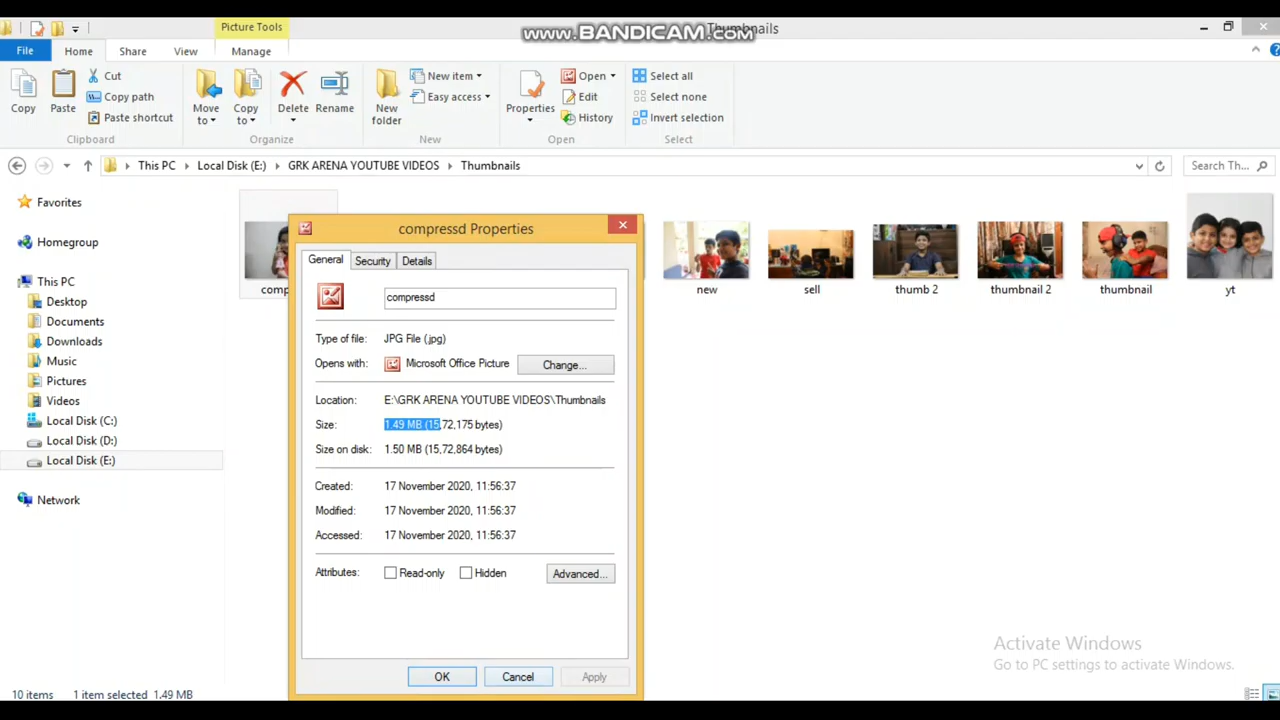 www.BANDICAM.com
Thumbnails
Picture Tools
File
Home
Share
View
Manage
Copy
Paste
Cut
Copy path
Paste shortcut
Clipboard
Move to
Copy to
Delete
Rename
Organize
New folder
New item
Easy access
New
Properties
Open
Edit
History
Open
Select all
Select none
Invert selection
Select
This PC
Local Disk (E:)
GRK ARENA YOUTUBE VIDEOS
Thumbnails
Search Th...
Favorites
Homegroup
This PC
Desktop
Documents
Downloads
Music
Pictures
Videos
Local Disk (C:)
Local Disk (D:)
Local Disk (E:)
Network
comp
new
sell
thumb 2
thumbnail 2
thumbnail
yt
compressd Properties
General
Security
Details
compressd
Type of file: JPG File (.jpg)
Opens with: Microsoft Office Picture
Change...
Location: E:\GRK ARENA YOUTUBE VIDEOS\Thumbnails
Size: 1.49 MB (15,72,175 bytes)
Size on disk: 1.50 MB (15,72,864 bytes)
Created: 17 November 2020, 11:56:37
Modified: 17 November 2020, 11:56:37
Accessed: 17 November 2020, 11:56:37
Attributes: Read-only Hidden
Advanced...
OK
Cancel
Apply
Activate Windows
Go to PC settings to activate Windows.
10 items 1 item selected 1.49 MB